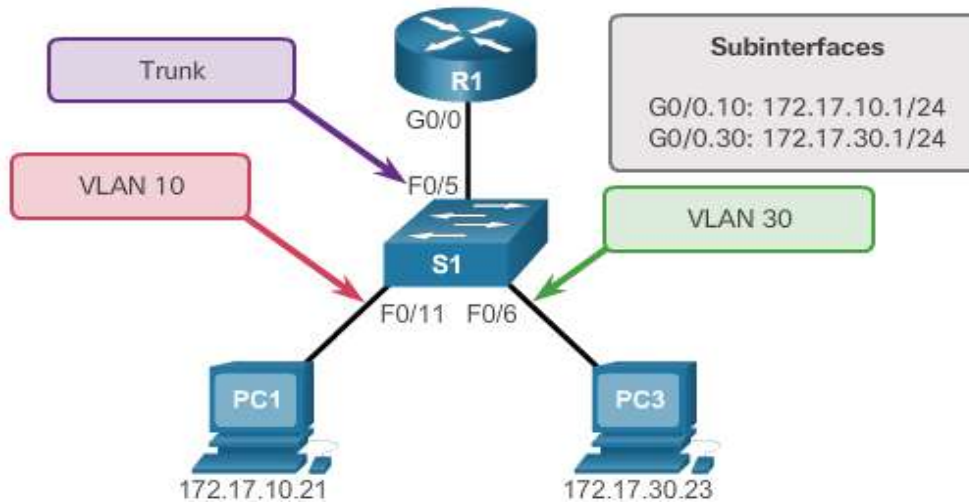 Trunk
R1
Subinterfaces
G0/0.10: 172.17.10.1/24
G0/0.30: 172.17.30.1/24
G0/0
VLAN 10
F0/5
VLAN 30
S1
F0/11
F0/6
PC1
PC3
172.17.10.21
172.17.30.23